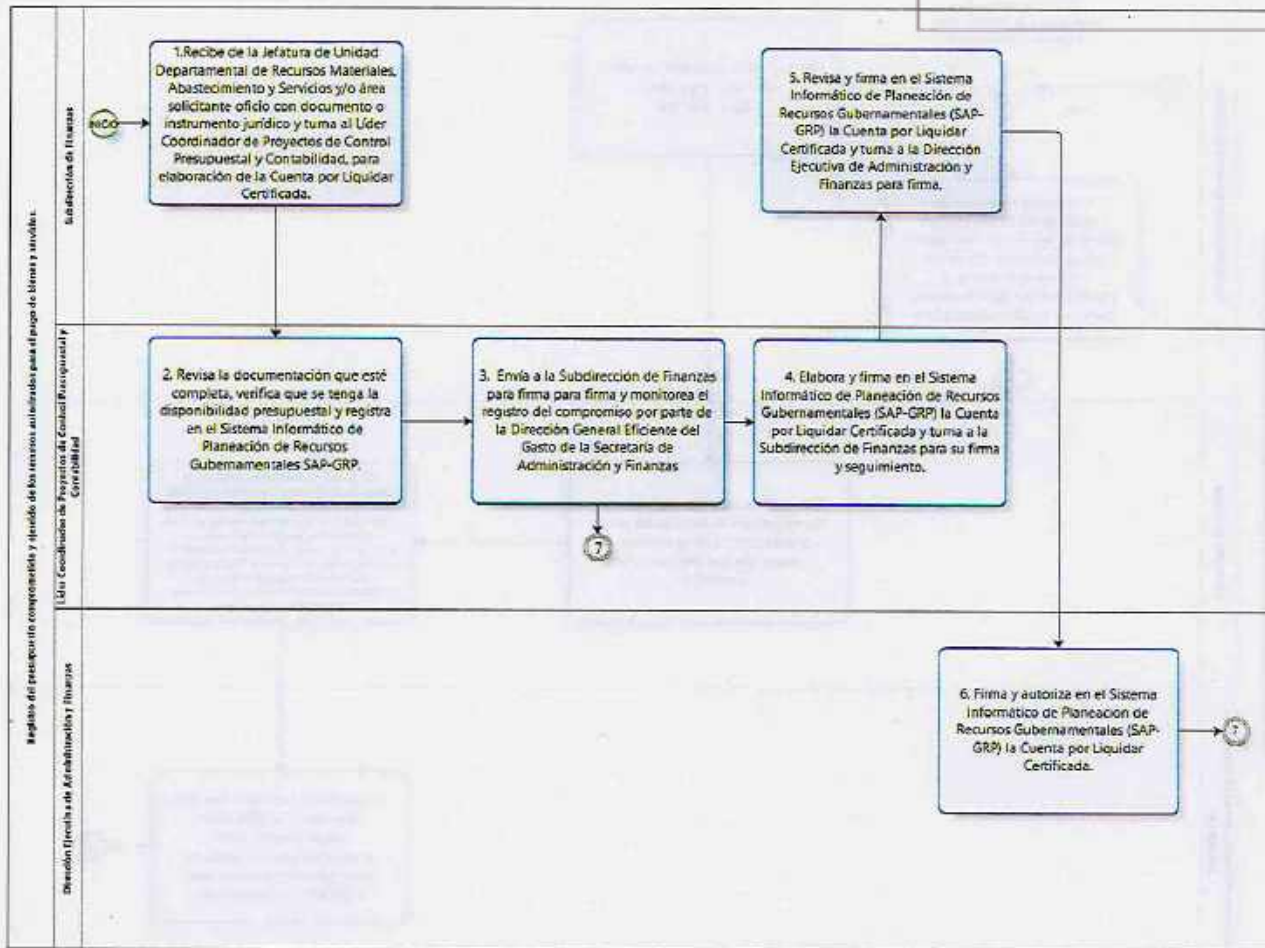 Registro del presupuesto comprometido y ejercido de los servicios autorizados para el pago de bienes y servicios.
Subdirección de Finanzas
INICIO
1.Recibe de la Jefatura de Unidad
Departamental de Recursos Materiales,
Abastecimiento y Servicios y/o área
solicitante oficio con documento o
instrumento jurídico y turna al Líder
Coordinador de Proyectos de Control
Presupuestal y Contabilidad, para
elaboración de la Cuenta por Liquidar
Certificada.
5. Revisa y firma en el Sistema
Informático de Planeación de
Recursos Gubernamentales (SAP-
GRP) la Cuenta por Liquidar
Certificada y turna a la Dirección
Ejecutiva de Administración y
Finanzas para firma.
Líder Coordinador de Proyectos de Control Presupuestal y
Contabilidad
2. Revisa la documentación que esté
completa, verifica que se tenga la
disponibilidad presupuestal y registra
en el Sistema Informático de
Planeación de Recursos
Gubernamentales SAP-GRP.
3. Envía a la Subdirección de Finanzas
para firma para firma y monitorea el
registro del compromiso por parte de
la Dirección General Eficiente del
Gasto de la Secretaría de
Administración y Finanzas
4. Elabora y firma en el Sistema
Informático de Planeación de Recursos
Gubernamentales (SAP-GRP) la Cuenta
por Liquidar Certificada y turna a la
Subdirección de Finanzas para su firma
y seguimiento.
7
Dirección Ejecutiva de Administración y Finanzas
6. Firma y autoriza en el Sistema
Informático de Planeación de
Recursos Gubernamentales (SAP-
GRP) la Cuenta por Liquidar
Certificada.
7